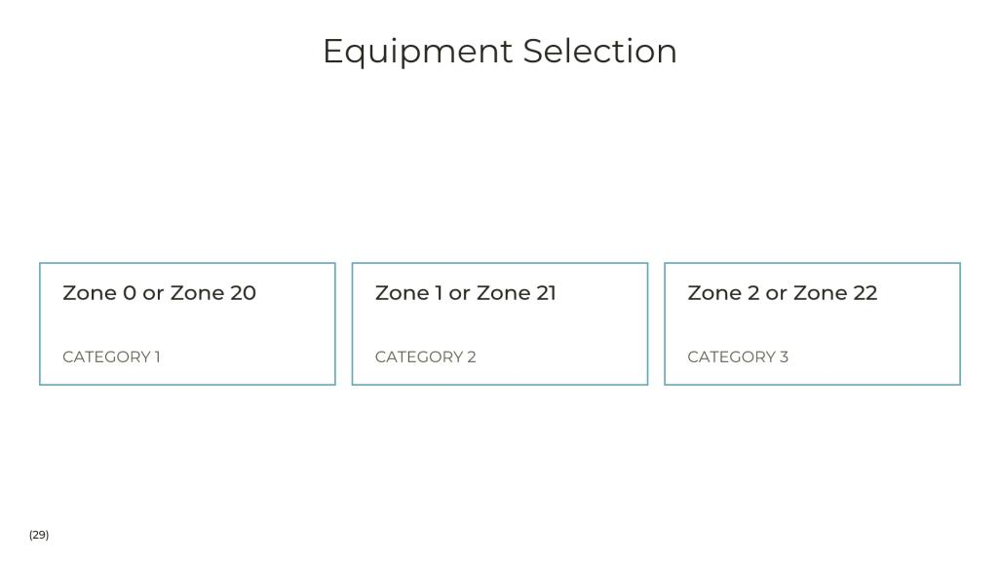 Equipment Selection
Zone 0 or Zone 20
CATEGORY 1
Zone 1 or Zone 21
CATEGORY 2
Zone 2 or Zone 22
CATEGORY 3
(29)